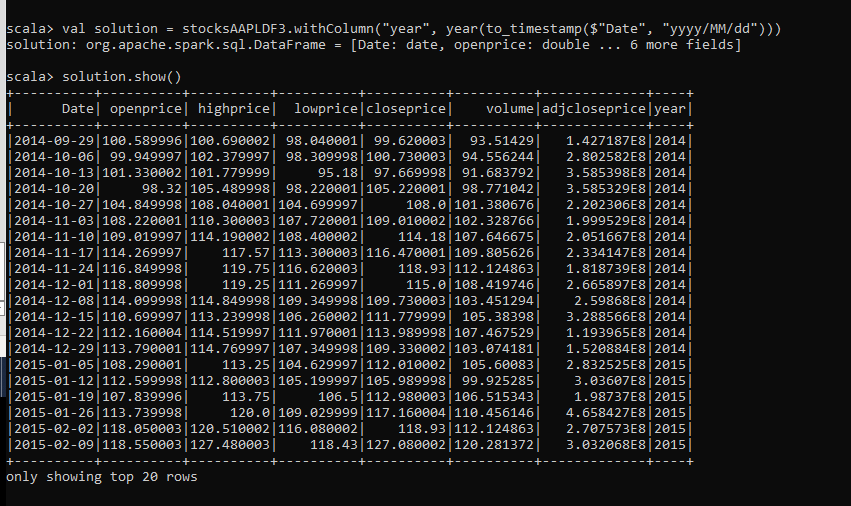 scala> val solution = stocksAAPLDF3.withColumn("year", year(to_timestamp($"Date", "yyyy/MM/dd")))
solution: org.apache.spark.sql.DataFrame = [Date: date, openprice: double ... 6 more fields]
scala> solution.show()
+----------+----------+----------+----------+----------+----------+-------------+----+
|      Date| openprice| highprice|  lowprice|closeprice|    volume|adjcloseprice|year|
+----------+----------+----------+----------+----------+----------+-------------+----+
|2014-09-29|100.589996|100.690002| 98.040001| 99.620003|  93.51429|   1.427187E8|2014|
|2014-10-06| 99.949997|102.379997| 98.309998|100.730003| 94.556244|   2.802582E8|2014|
|2014-10-13|101.330002|101.779999|     95.18| 97.669998| 91.683792|   3.585398E8|2014|
|2014-10-20|     98.32|105.489998| 98.220001|105.220001| 98.771042|   3.585329E8|2014|
|2014-10-27|104.849998|108.040001|104.699997|     108.0|101.380676|   2.202306E8|2014|
|2014-11-03|108.220001|110.300003|107.720001|109.010002|102.328766|   1.999529E8|2014|
|2014-11-10|109.019997|114.190002|108.400002|    114.18|107.646675|   2.051667E8|2014|
|2014-11-17|114.269997|    117.57|113.300003|116.470001|109.805626|   2.334147E8|2014|
|2014-11-24|116.849998|    119.75|116.620003|    118.93|112.124863|   1.818739E8|2014|
|2014-12-01|118.809998|    119.25|111.269997|     115.0|108.419746|   2.665897E8|2014|
|2014-12-08|114.099998|114.849998|109.349998|109.730003|103.451294|    2.59868E8|2014|
|2014-12-15|110.699997|113.239998|106.260002|111.779999| 105.38398|   3.288566E8|2014|
|2014-12-22|112.160004|114.519997|111.970001|113.989998|107.467529|   1.193965E8|2014|
|2014-12-29|113.790001|114.769997|107.349998|109.330002|103.074181|   1.520884E8|2014|
|2015-01-05|108.290001|    113.25|104.629997|112.010002| 105.60083|   2.832525E8|2015|
|2015-01-12|112.599998|112.800003|105.199997|105.989998| 99.925285|    3.03607E8|2015|
|2015-01-19|107.839996|    113.75|     106.5|112.980003|106.515343|    1.98737E8|2015|
|2015-01-26|113.739998|     120.0|109.029999|117.160004|110.456146|   4.658427E8|2015|
|2015-02-02|118.050003|120.510002|116.080002|    118.93|112.124863|   2.707573E8|2015|
|2015-02-09|118.550003|127.480003|    118.43|127.080002|120.281372|   3.032068E8|2015|
+----------+----------+----------+----------+----------+----------+-------------+----+
only showing top 20 rows